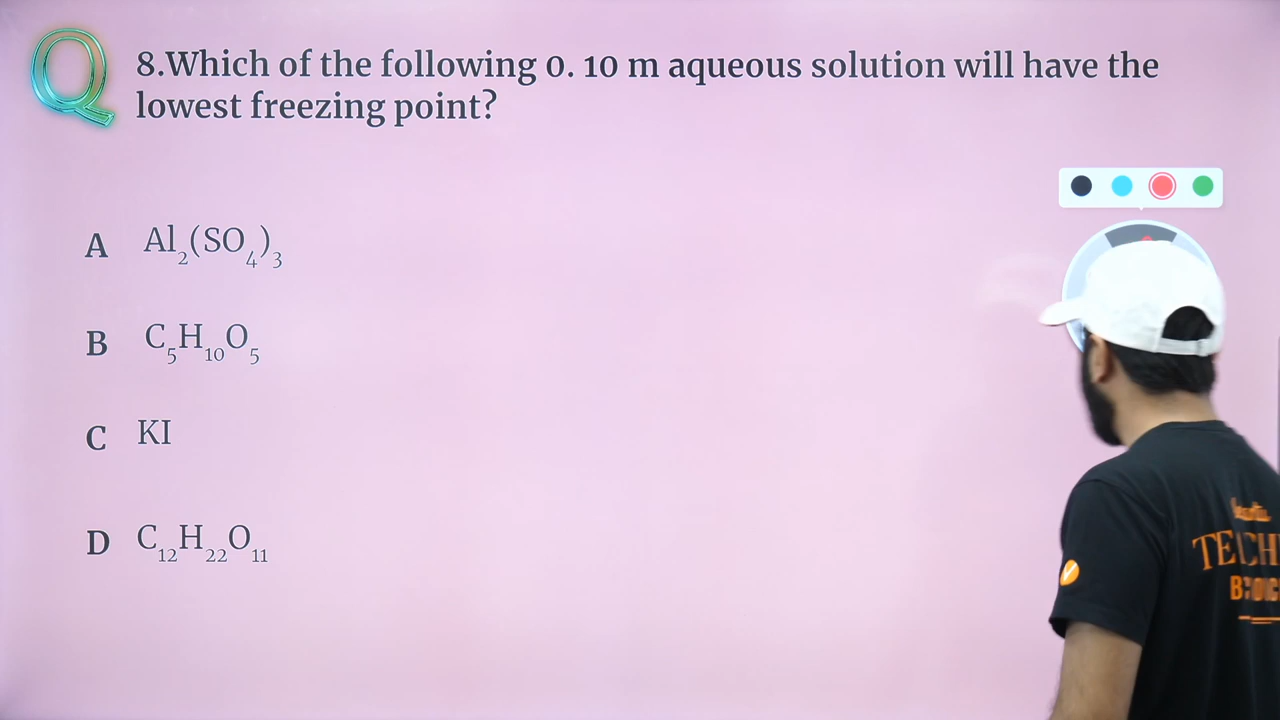 Q
8.Which of the following 0. 10 m aqueous solution will have the
lowest freezing point?
A Al₂(SO₄)₃
B C₅H₁₀O₅
C KI
D C₁₂H₂₂O₁₁